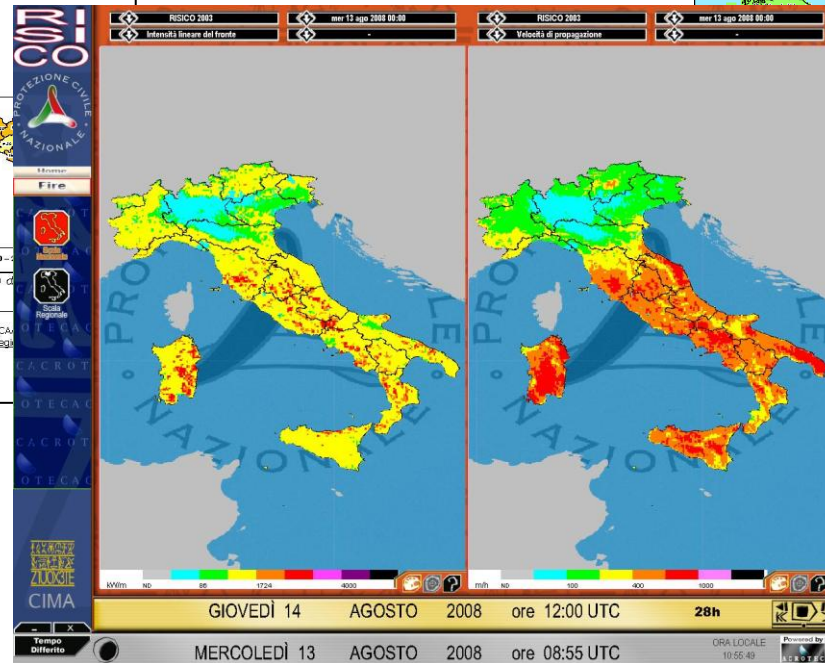 RISICO
PROTEZIONE CIVILE NAZIONALE
Fire
Scala
Nazionale
Scala
Regionale
CIMA
Tempo
Differito
RISICO 2003
mer 13 ago 2008 00:00
Intensità lineare del fronte
-
RISICO 2003
mer 13 ago 2008 00:00
Velocità di propagazione
-
kW/m ND 86 1724 4000
m/h ND 100 400 1000
GIOVEDÌ 14 AGOSTO 2008 ore 12:00 UTC 28h
MERCOLEDÌ 13 AGOSTO 2008 ore 08:55 UTC
ORA LOCALE
10:55:49
Powered by
ACROTEC